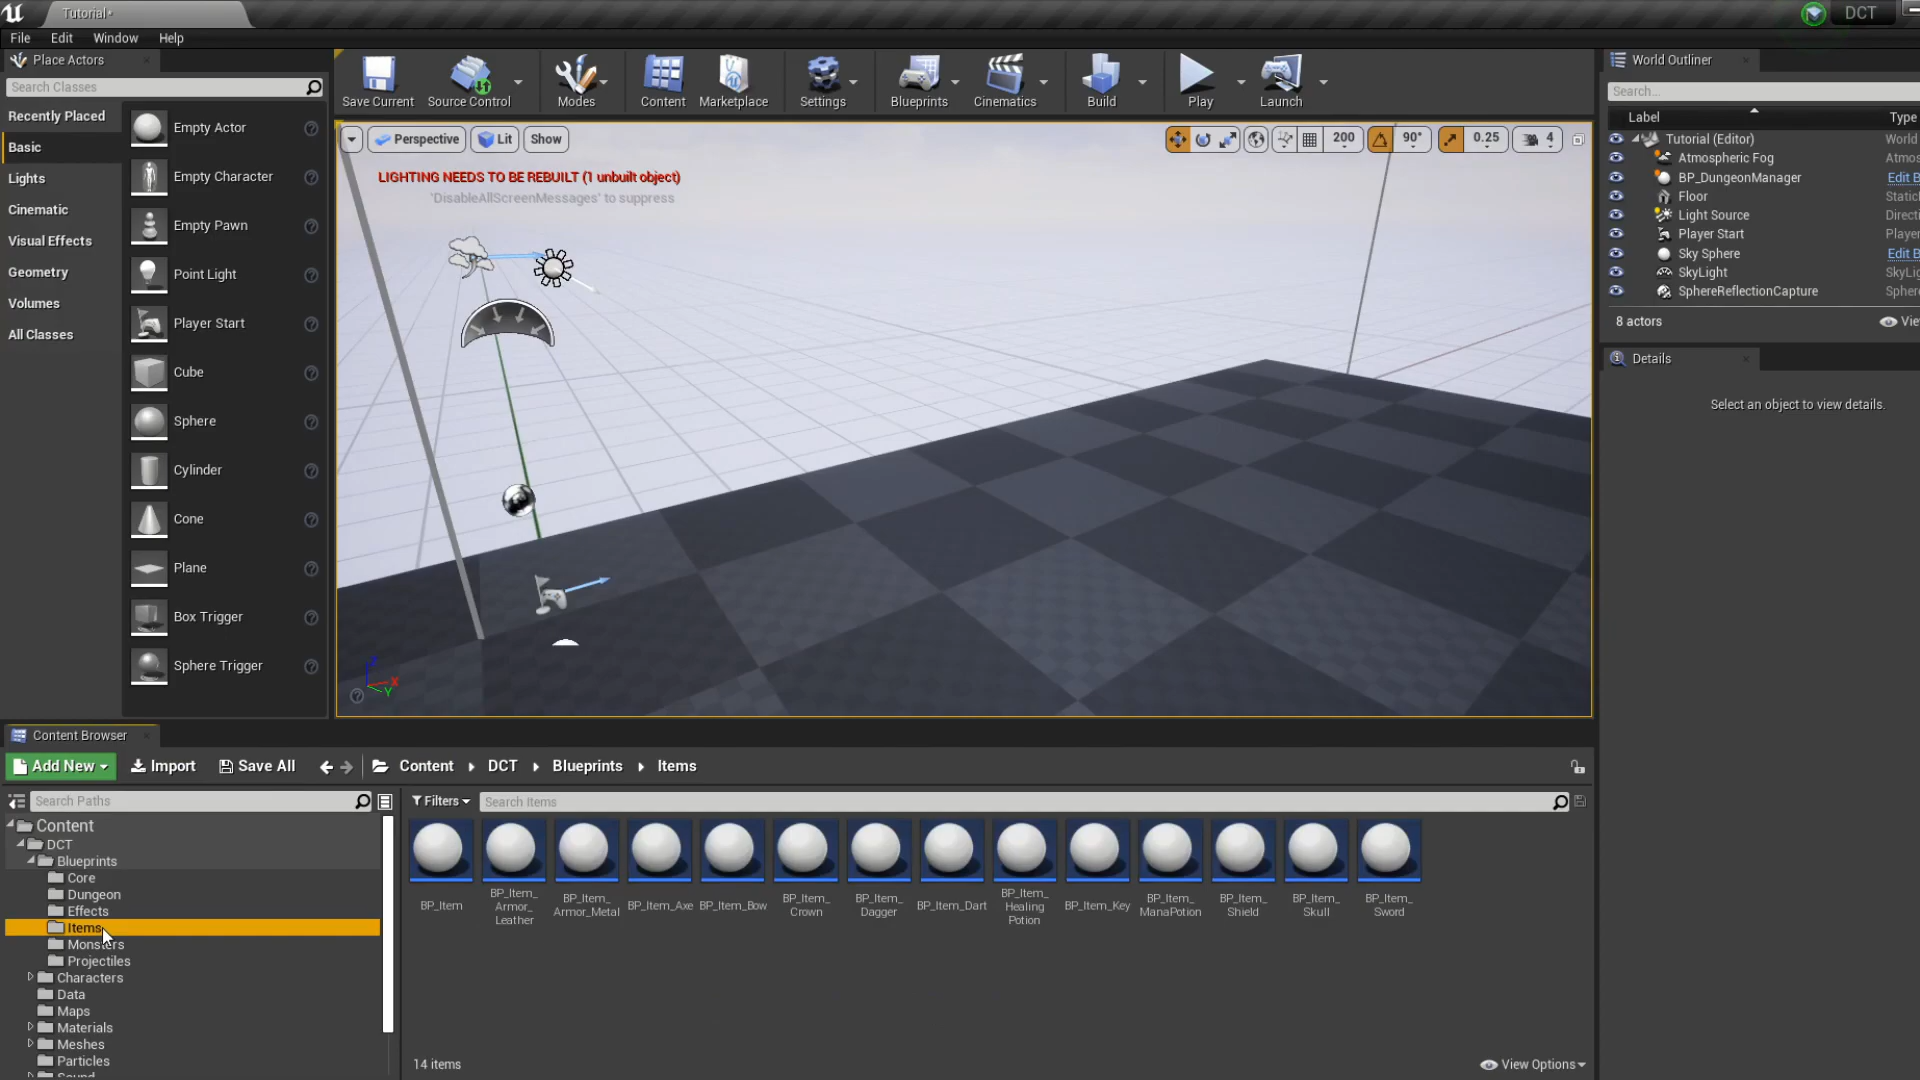 Tutorial•
DCT
File Edit Window Help
Place Actors
Search Classes
Recently Placed
Basic
Lights
Cinematic
Visual Effects
Geometry
Volumes
All Classes
Empty Actor
Empty Character
Empty Pawn
Point Light
Player Start
Cube
Sphere
Cylinder
Cone
Plane
Box Trigger
Sphere Trigger
Save Current
Source Control
Modes
Content
Marketplace
Settings
Blueprints
Cinematics
Build
Play
Launch
Perspective
Lit
Show
200
90°
0.25
4
LIGHTING NEEDS TO BE REBUILT (1 unbuilt object)
'DisableAllScreenMessages' to suppress
X
Y
World Outliner
Search...
Label Type
Tutorial (Editor) World
Atmospheric Fog Atmos
BP_DungeonManager Edit B
Floor Static
Light Source Directi
Player Start Player
Sky Sphere Edit B
SkyLight SkyLig
SphereReflectionCapture Sphere
8 actors
Vie
Details
Select an object to view details.
Content Browser
Add New
Import
Save All
Content
DCT
Blueprints
Items
Search Paths
Filters
Search Items
Content
DCT
Blueprints
Core
Dungeon
Effects
Items
Monsters
Projectiles
Characters
Data
Maps
Materials
Meshes
Particles
Sound
BP_Item
BP_Item_
Armor_
Leather
BP_Item_
Armor_Metal
BP_Item_Axe
BP_Item_Bow
BP_Item_
Crown
BP_Item_
Dagger
BP_Item_Dart
BP_Item_
Healing
Potion
BP_Item_Key
BP_Item_
ManaPotion
BP_Item_
Shield
BP_Item_
Skull
BP_Item_
Sword
14 items
View Options